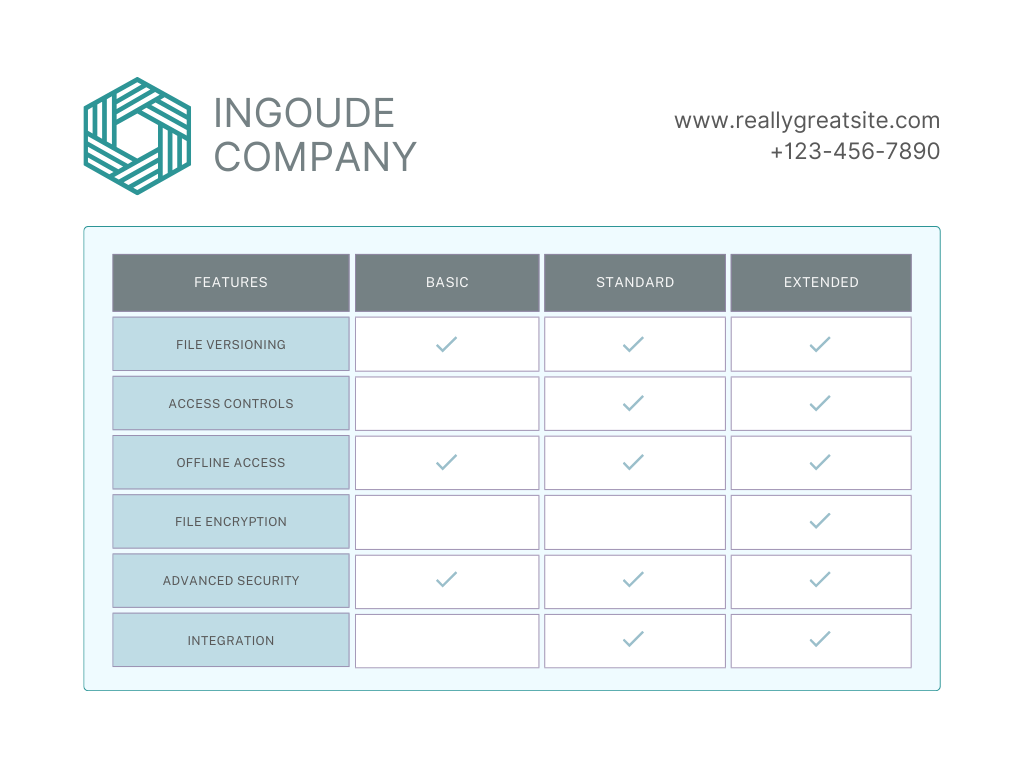 INGOUDE
COMPANY
www.reallygreatsite.com
+123-456-7890
FEATURES BASIC STANDARD EXTENDED
FILE VERSIONING ✓ ✓ ✓
ACCESS CONTROLS ✓ ✓
OFFLINE ACCESS ✓ ✓ ✓
FILE ENCRYPTION ✓
ADVANCED SECURITY ✓ ✓ ✓
INTEGRATION ✓ ✓